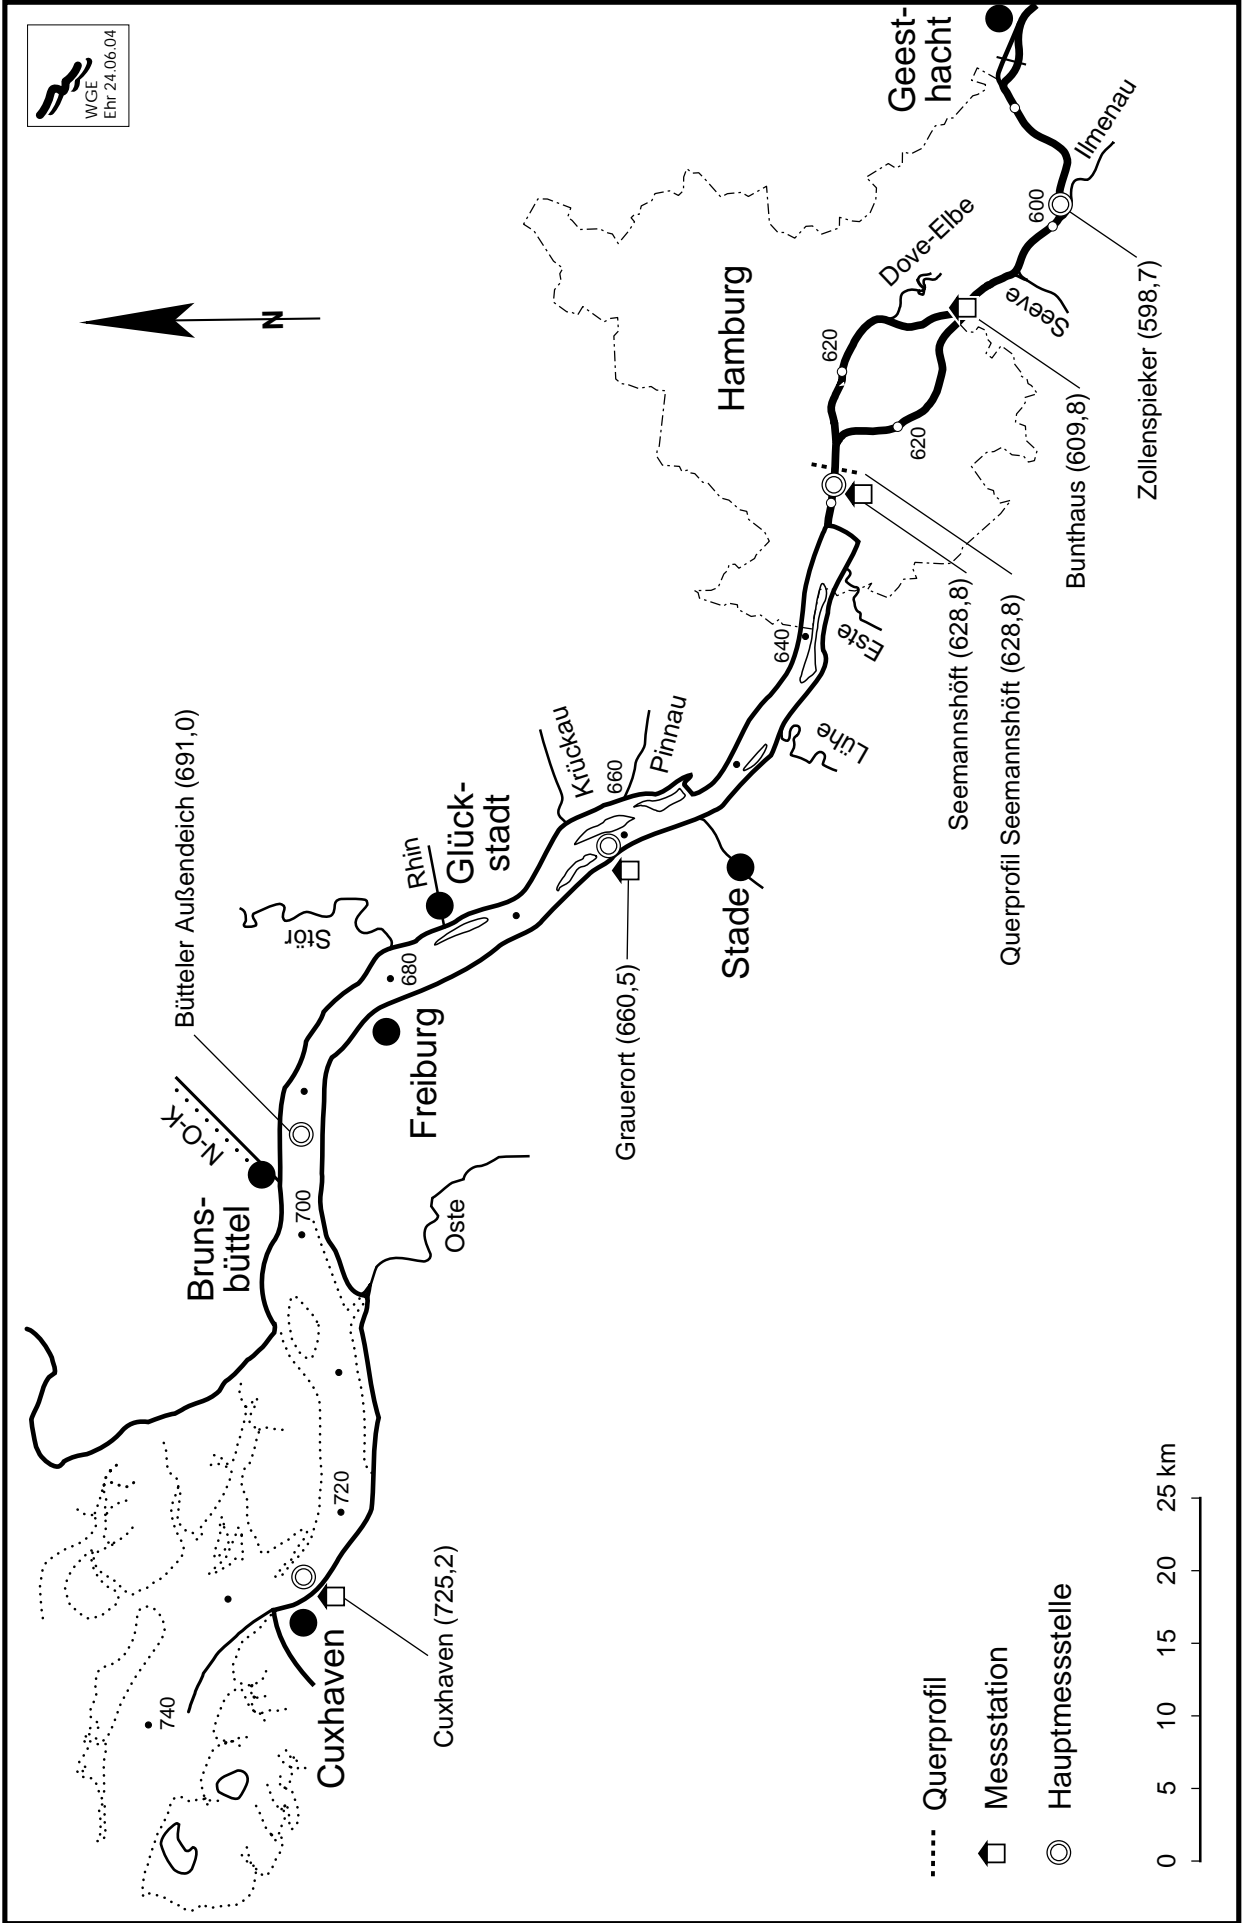 WGE
Ehr 24.06.04
N
Geest-
hacht
Ilmenau
600
Zollenspieker (598,7)
Seeve
Dove-Elbe
Bunthaus (609,8)
Hamburg
620
620
Seemannshöft (628,8)
Querprofil Seemannshöft (628,8)
Este
640
Lühe
Stade
Pinnau
660
Krückau
Grauerort (660,5)
Glück-
stadt
Rhin
Stör
680
Freiburg
Bütteler Außendeich (691,0)
N-O-K
Bruns-
büttel
700
Oste
720
Cuxhaven (725,2)
Cuxhaven
740
Querprofil
Messstation
Hauptmessstelle
0 5 10 15 20 25 km